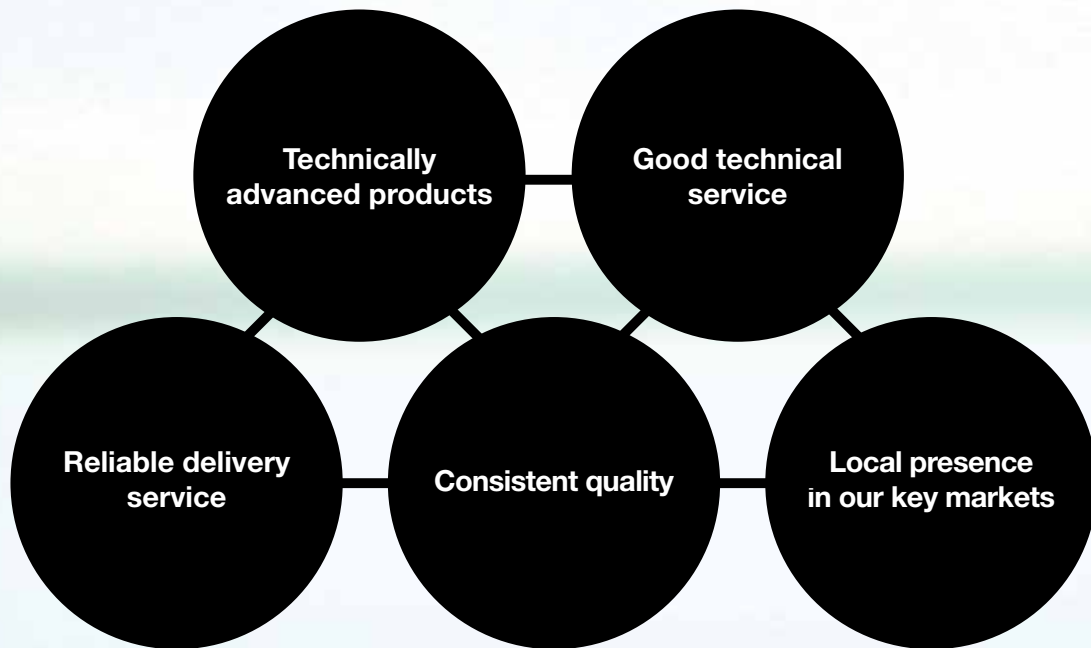 Technically
advanced products
Good technical
service
Reliable delivery
service
Consistent quality
Local presence
in our key markets